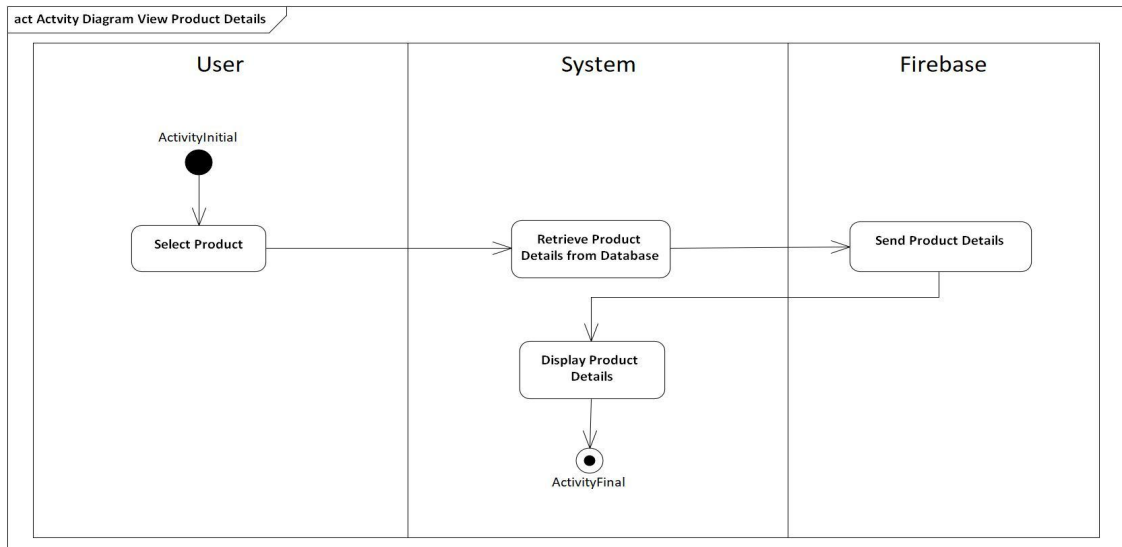 act Actvity Diagram View Product Details
User
System
Firebase
ActivityInitial
Select Product
Retrieve Product
Details from Database
Send Product Details
Display Product
Details
ActivityFinal